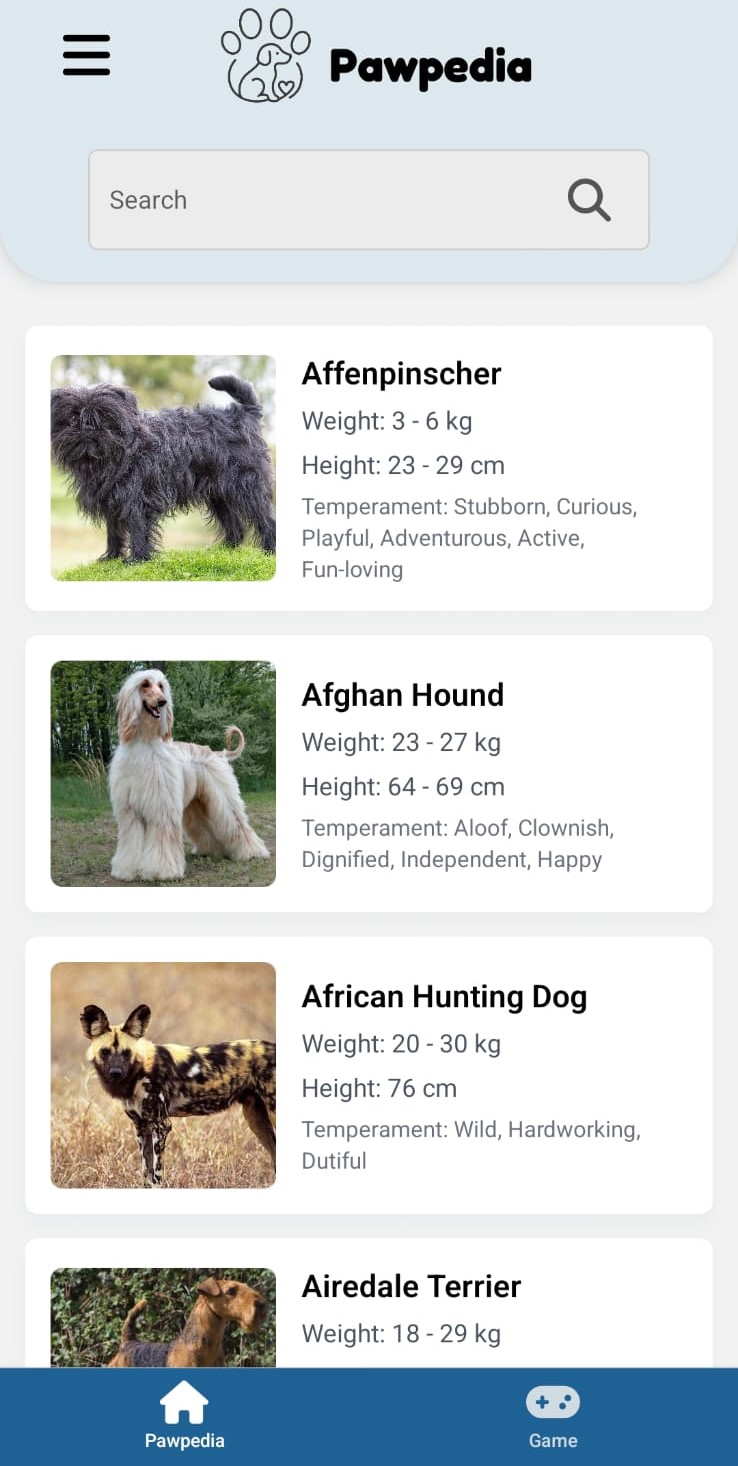 Pawpedia
Search
Affenpinscher
Weight: 3 - 6 kg
Height: 23 - 29 cm
Temperament: Stubborn, Curious,
Playful, Adventurous, Active,
Fun-loving
Afghan Hound
Weight: 23 - 27 kg
Height: 64 - 69 cm
Temperament: Aloof, Clownish,
Dignified, Independent, Happy
African Hunting Dog
Weight: 20 - 30 kg
Height: 76 cm
Temperament: Wild, Hardworking,
Dutiful
Airedale Terrier
Weight: 18 - 29 kg
Pawpedia
Game